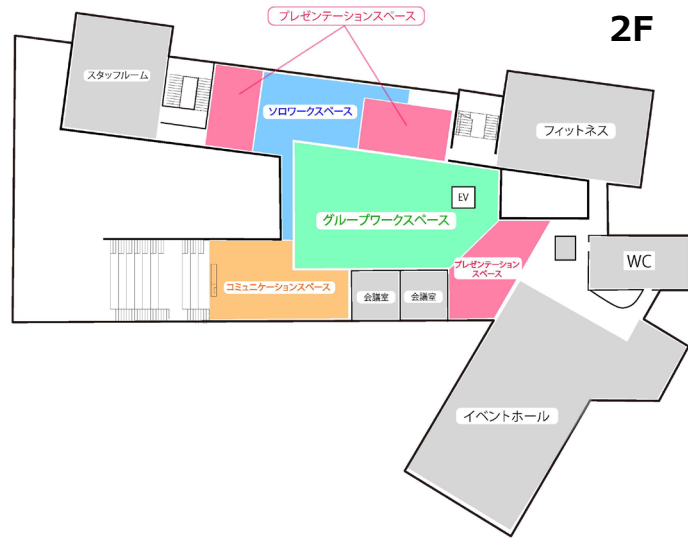 プレゼンテーションスペース
2F
スタッフルーム
ソロワークスペース
フィットネス
EV
グループワークスペース
プレゼンテーション
スペース
WC
コミュニケーションスペース
会議室
会議室
イベントホール